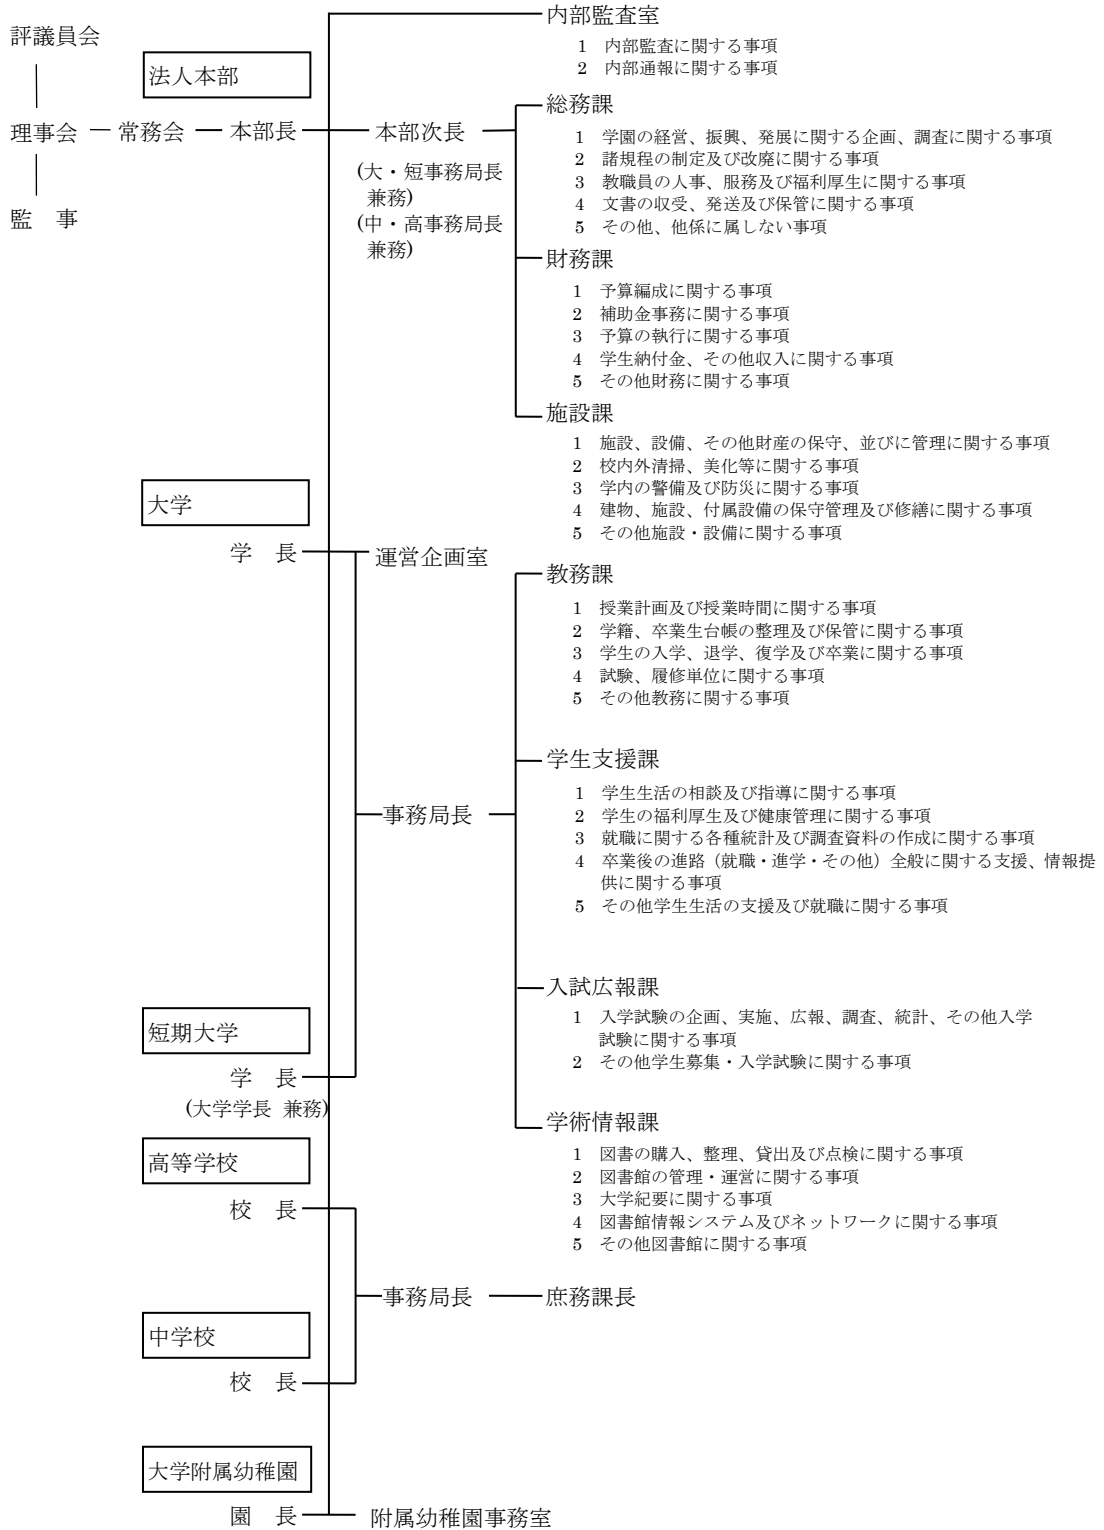 評議員会
理事会
監　事
常務会
法人本部
本部長
本部次長
(大・短事務局長
兼務)
(中・高事務局長
兼務)
内部監査室
1　内部監査に関する事項
2　内部通報に関する事項
総務課
1　学園の経営、振興、発展に関する企画、調査に関する事項
2　諸規程の制定及び改廃に関する事項
3　教職員の人事、服務及び福利厚生に関する事項
4　文書の収受、発送及び保管に関する事項
5　その他、他係に属しない事項
財務課
1　予算編成に関する事項
2　補助金事務に関する事項
3　予算の執行に関する事項
4　学生納付金、その他収入に関する事項
5　その他財務に関する事項
施設課
1　施設、設備、その他財産の保守、並びに管理に関する事項
2　校内外清掃、美化等に関する事項
3　学内の警備及び防災に関する事項
4　建物、施設、付属設備の保守管理及び修繕に関する事項
5　その他施設・設備に関する事項
大学
学　長
運営企画室
事務局長
教務課
1　授業計画及び授業時間に関する事項
2　学籍、卒業生台帳の整理及び保管に関する事項
3　学生の入学、退学、復学及び卒業に関する事項
4　試験、履修単位に関する事項
5　その他教務に関する事項
学生支援課
1　学生生活の相談及び指導に関する事項
2　学生の福利厚生及び健康管理に関する事項
3　就職に関する各種統計及び調査資料の作成に関する事項
4　卒業後の進路（就職・進学・その他）全般に関する支援、情報提
供に関する事項
5　その他学生生活の支援及び就職に関する事項
入試広報課
1　入学試験の企画、実施、広報、調査、統計、その他入学
試験に関する事項
2　その他学生募集・入学試験に関する事項
学術情報課
1　図書の購入、整理、貸出及び点検に関する事項
2　図書館の管理・運営に関する事項
3　大学紀要に関する事項
4　図書館情報システム及びネットワークに関する事項
5　その他図書館に関する事項
短期大学
学　長
(大学学長 兼務)
高等学校
校　長
事務局長
庶務課長
中学校
校　長
大学附属幼稚園
園　長
附属幼稚園事務室